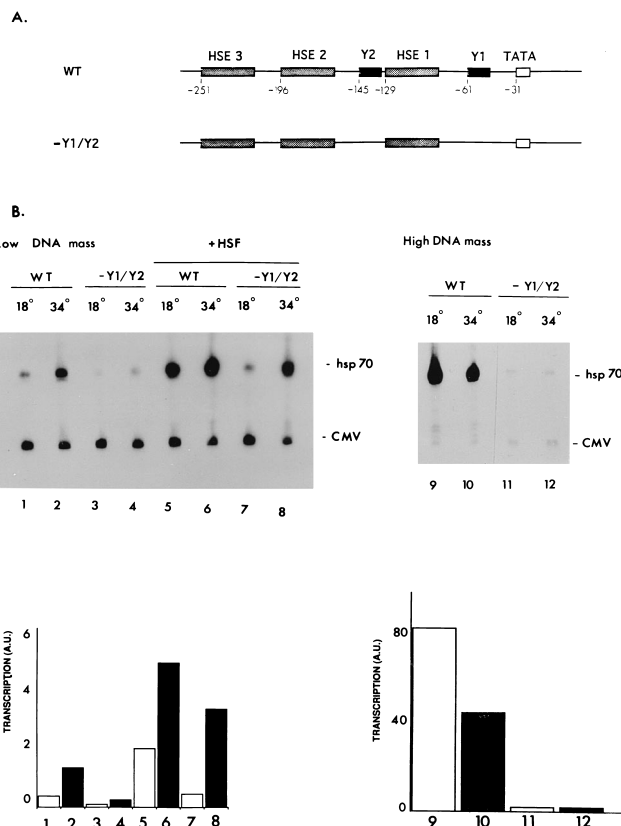 A.
HSE 3 HSE 2 Y2 HSE 1 Y1 TATA
WT
-251 -196 -145 -129 -61 -31
-Y1/Y2
B.
ow DNA mass +HSF High DNA mass
WT -Y1/Y2 WT -Y1/Y2
18° 34° 18° 34° 18° 34° 18° 34°
WT - Y1/Y2
18° 34° 18° 34°
- hsp 70
- CMV
- hsp 70
- CMV
1 2 3 4 5 6 7 8
9 10 11 12
TRANSCRIPTION (A.U.)
6
4
2
0
1 2 3 4 5 6 7 8
TRANSCRIPTION (A.U.)
80
40
0
9 10 11 12